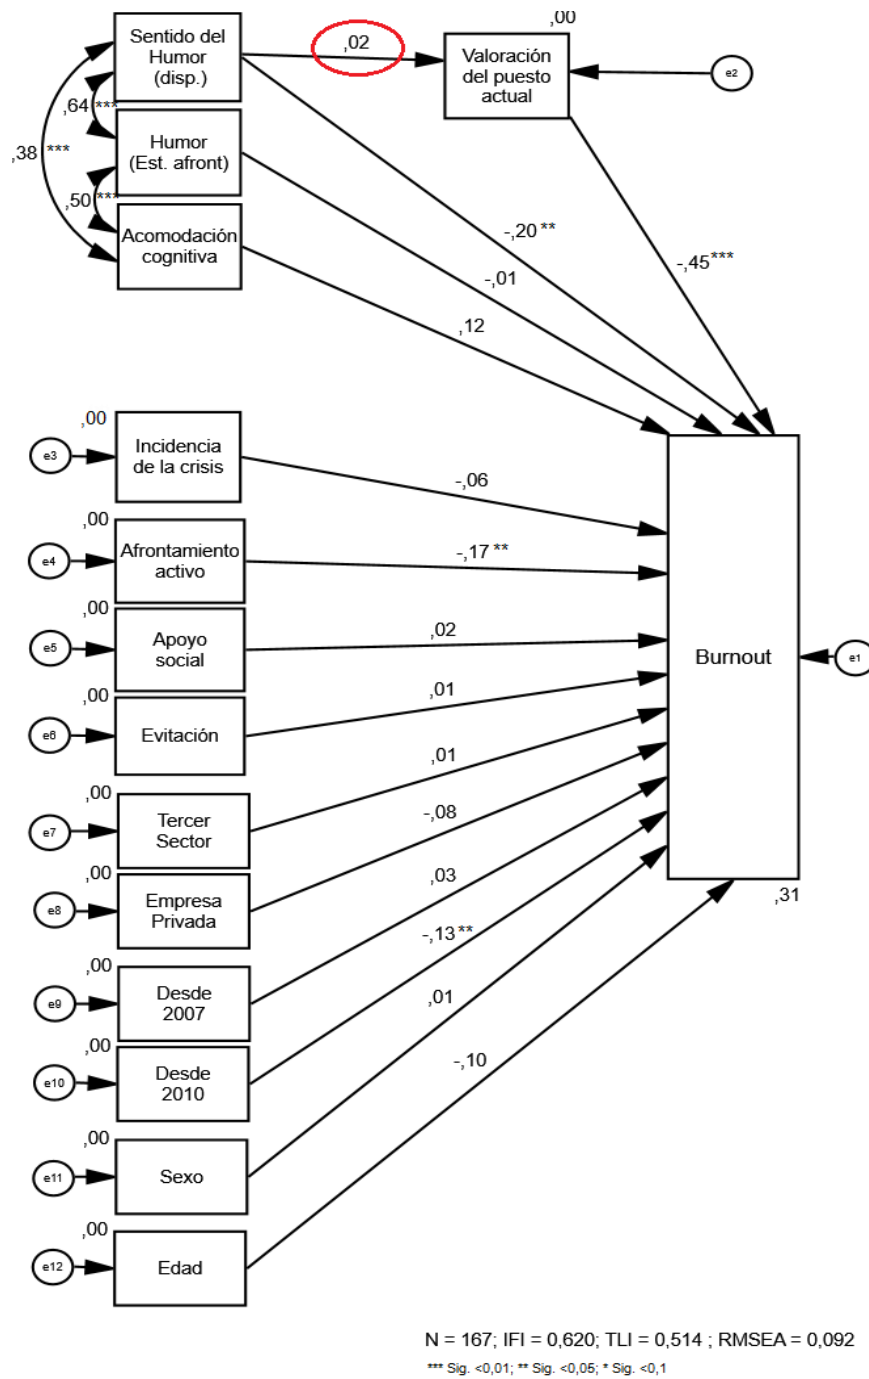 ,00
Sentido del
Humor
(disp.)
,02
Valoración
del puesto
actual
e2
,64 ***
,38 ***
Humor
(Est. afront)
,50 ***
Acomodación
cognitiva
-,20 **
-,45 ***
-,01
,12
,00
e3
Incidencia
de la crisis
-,06
,00
e4
Afrontamiento
activo
-,17 **
,00
e5
Apoyo
social
,02
Burnout
e1
,00
e6
Evitación
,01
,00
e7
Tercer
Sector
,01
,00
e8
Empresa
Privada
-,08
,31
,00
e9
Desde
2007
,03
,00
e10
Desde
2010
-,13 **
,00
e11
Sexo
,01
,00
e12
Edad
-,10
N = 167; IFI = 0,620; TLI = 0,514 ; RMSEA = 0,092
*** Sig. <0,01; ** Sig. <0,05; * Sig. <0,1